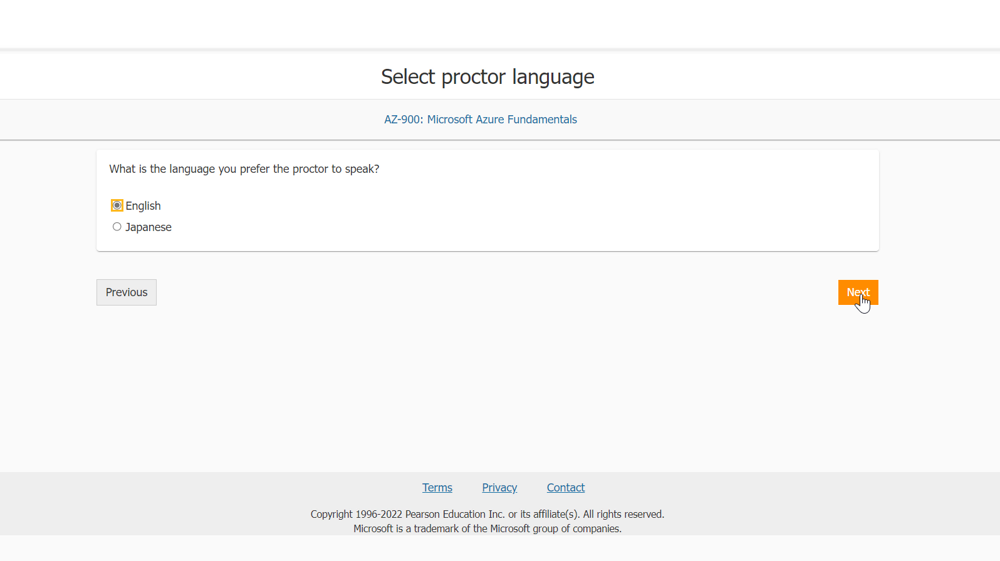 Select proctor language
AZ-900: Microsoft Azure Fundamentals
What is the language you prefer the proctor to speak?
English
Japanese
Previous
Next
Terms Privacy Contact
Copyright 1996-2022 Pearson Education Inc. or its affiliate(s). All rights reserved.
Microsoft is a trademark of the Microsoft group of companies.